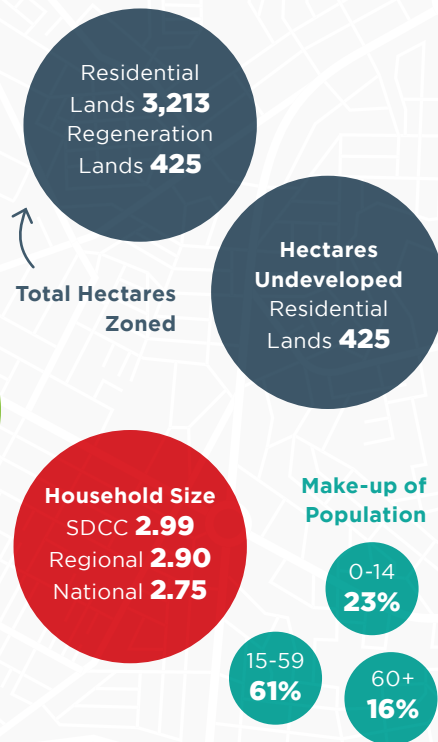 Residential
Lands 3,213
Regeneration
Lands 425
Total Hectares
Zoned
Hectares
Undeveloped
Residential
Lands 425
Household Size
SDCC 2.99
Regional 2.90
National 2.75
Make-up of
Population
0-14
23%
15-59
61%
60+
16%